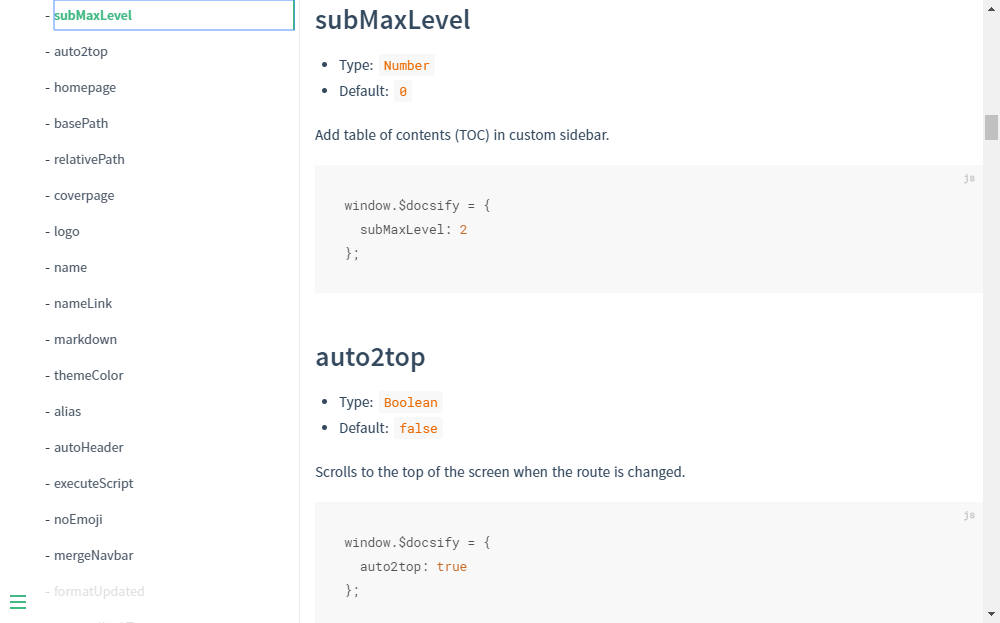 - subMaxLevel
- auto2top
- homepage
- basePath
- relativePath
- coverpage
- logo
- name
- nameLink
- markdown
- themeColor
- alias
- autoHeader
- executeScript
- noEmoji
- mergeNavbar
- formatUpdated
subMaxLevel
• Type: Number
• Default: 0
Add table of contents (TOC) in custom sidebar.
js
window.$docsify = {
subMaxLevel: 2
};
auto2top
• Type: Boolean
• Default: false
Scrolls to the top of the screen when the route is changed.
js
window.$docsify = {
auto2top: true
};